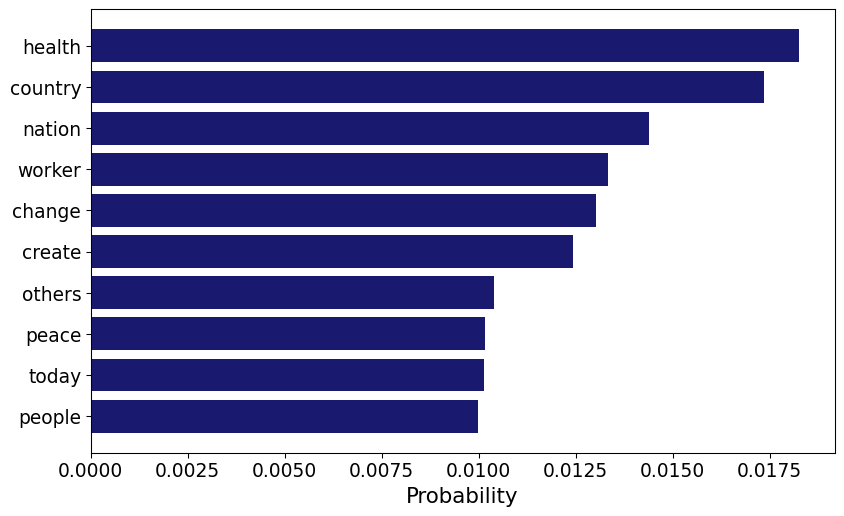 health
country
nation
worker
change
create
others
peace
today
people
0.0000 0.0025 0.0050 0.0075 0.0100 0.0125 0.0150 0.0175
Probability